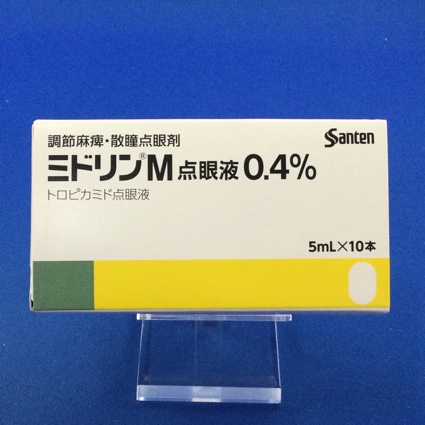 Santen
調節麻痺・散瞳点眼剤
ミドリン®M点眼液0.4%
トロピカミド点眼液
5mL×10本